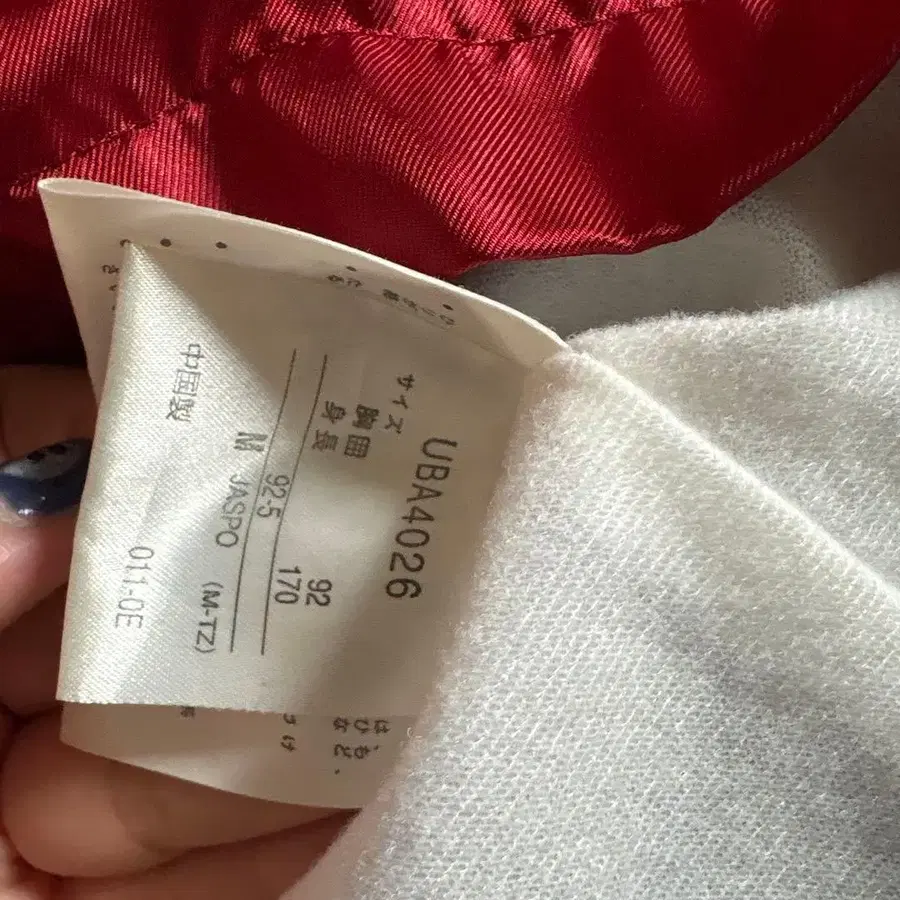 UBA4026
サイズ
胸囲 92
身長 170
92-5
M JASPO (M-TZ)
中国製
011-0E